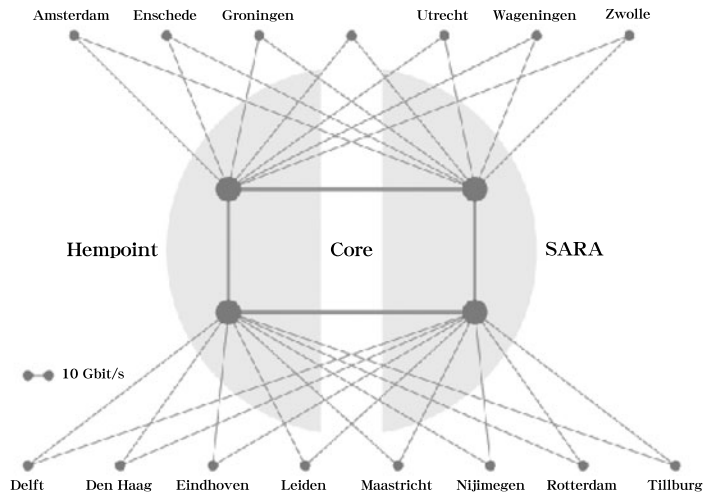 Amsterdam Enschede Groningen Utrecht Wageningen Zwolle
Hempoint Core SARA
10 Gbit/s
Delft Den Haag Eindhoven Leiden Maastricht Nijimegen Rotterdam Tillburg